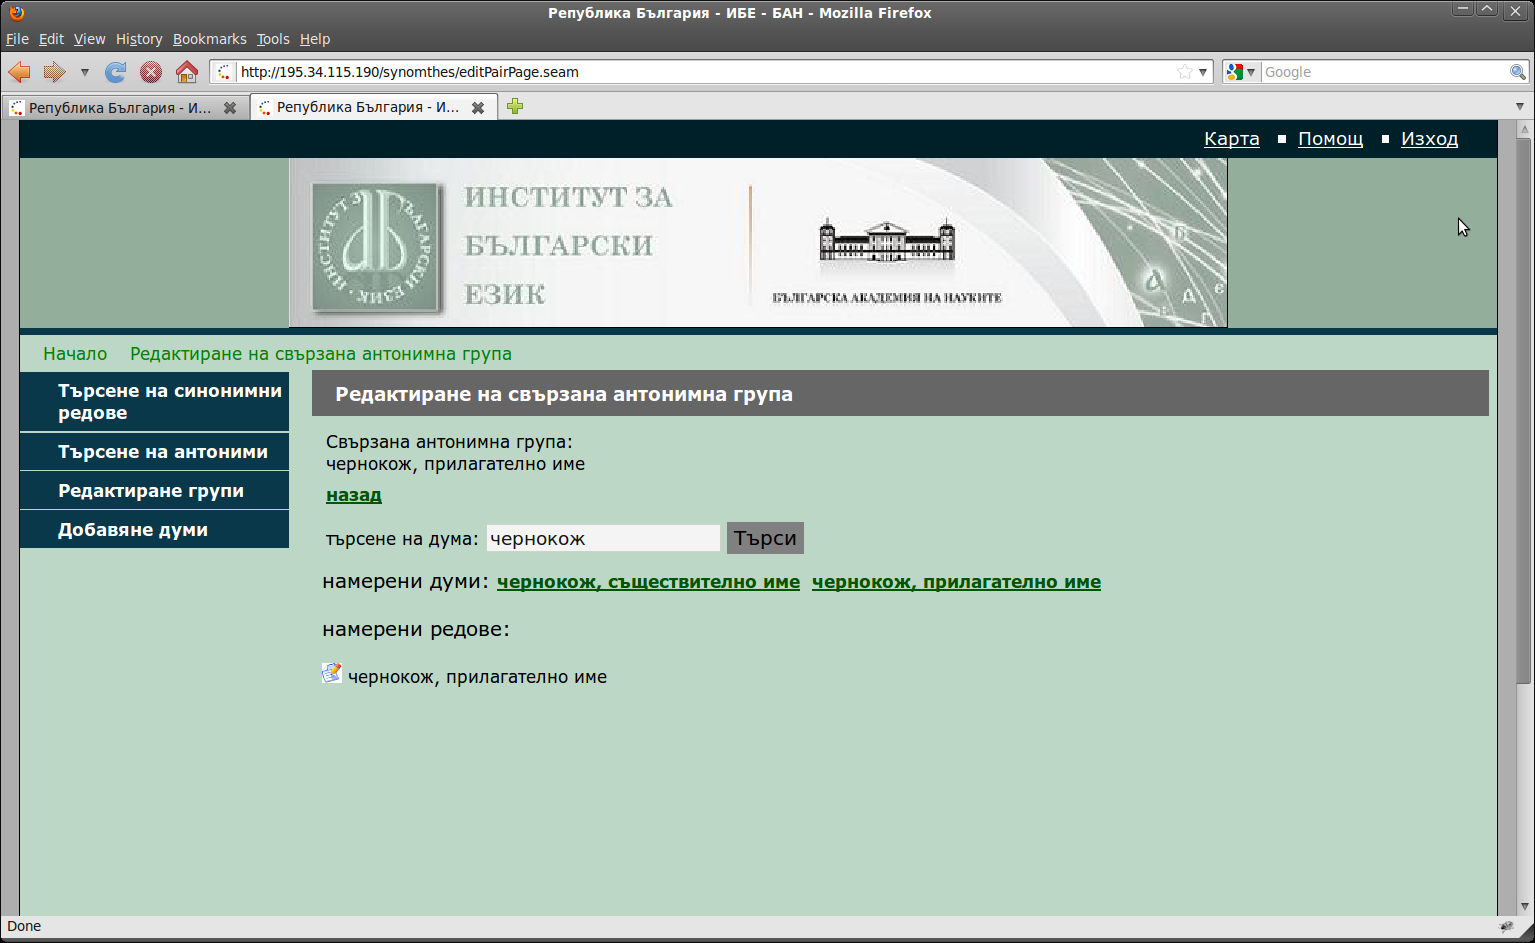 Република България - ИБЕ - БАН - Mozilla Firefox
File Edit View History Bookmarks Tools Help
http://195.34.115.190/synomthes/editPairPage.seam
Google
Република България - И...
Република България - И...
Карта Помощ Изход
ИНСТИТУТ ЗА
БЪЛГАРСКИ
ЕЗИК
ИНСТИТУТ ЗА БЪЛГАРСКИ ЕЗИК
БЪЛГАРСКА АКАДЕМИЯ НА НАУКИТЕ
Начало Редактиране на свързана антонимна група
Търсене на синонимни
редове
Търсене на антоними
Редактиране групи
Добавяне думи
Редактиране на свързана антонимна група
Свързана антонимна група:
чернокож, прилагателно име
назад
търсене на дума: чернокож Търси
намерени думи: чернокож, съществително име чернокож, прилагателно име
намерени редове:
чернокож, прилагателно име
Done